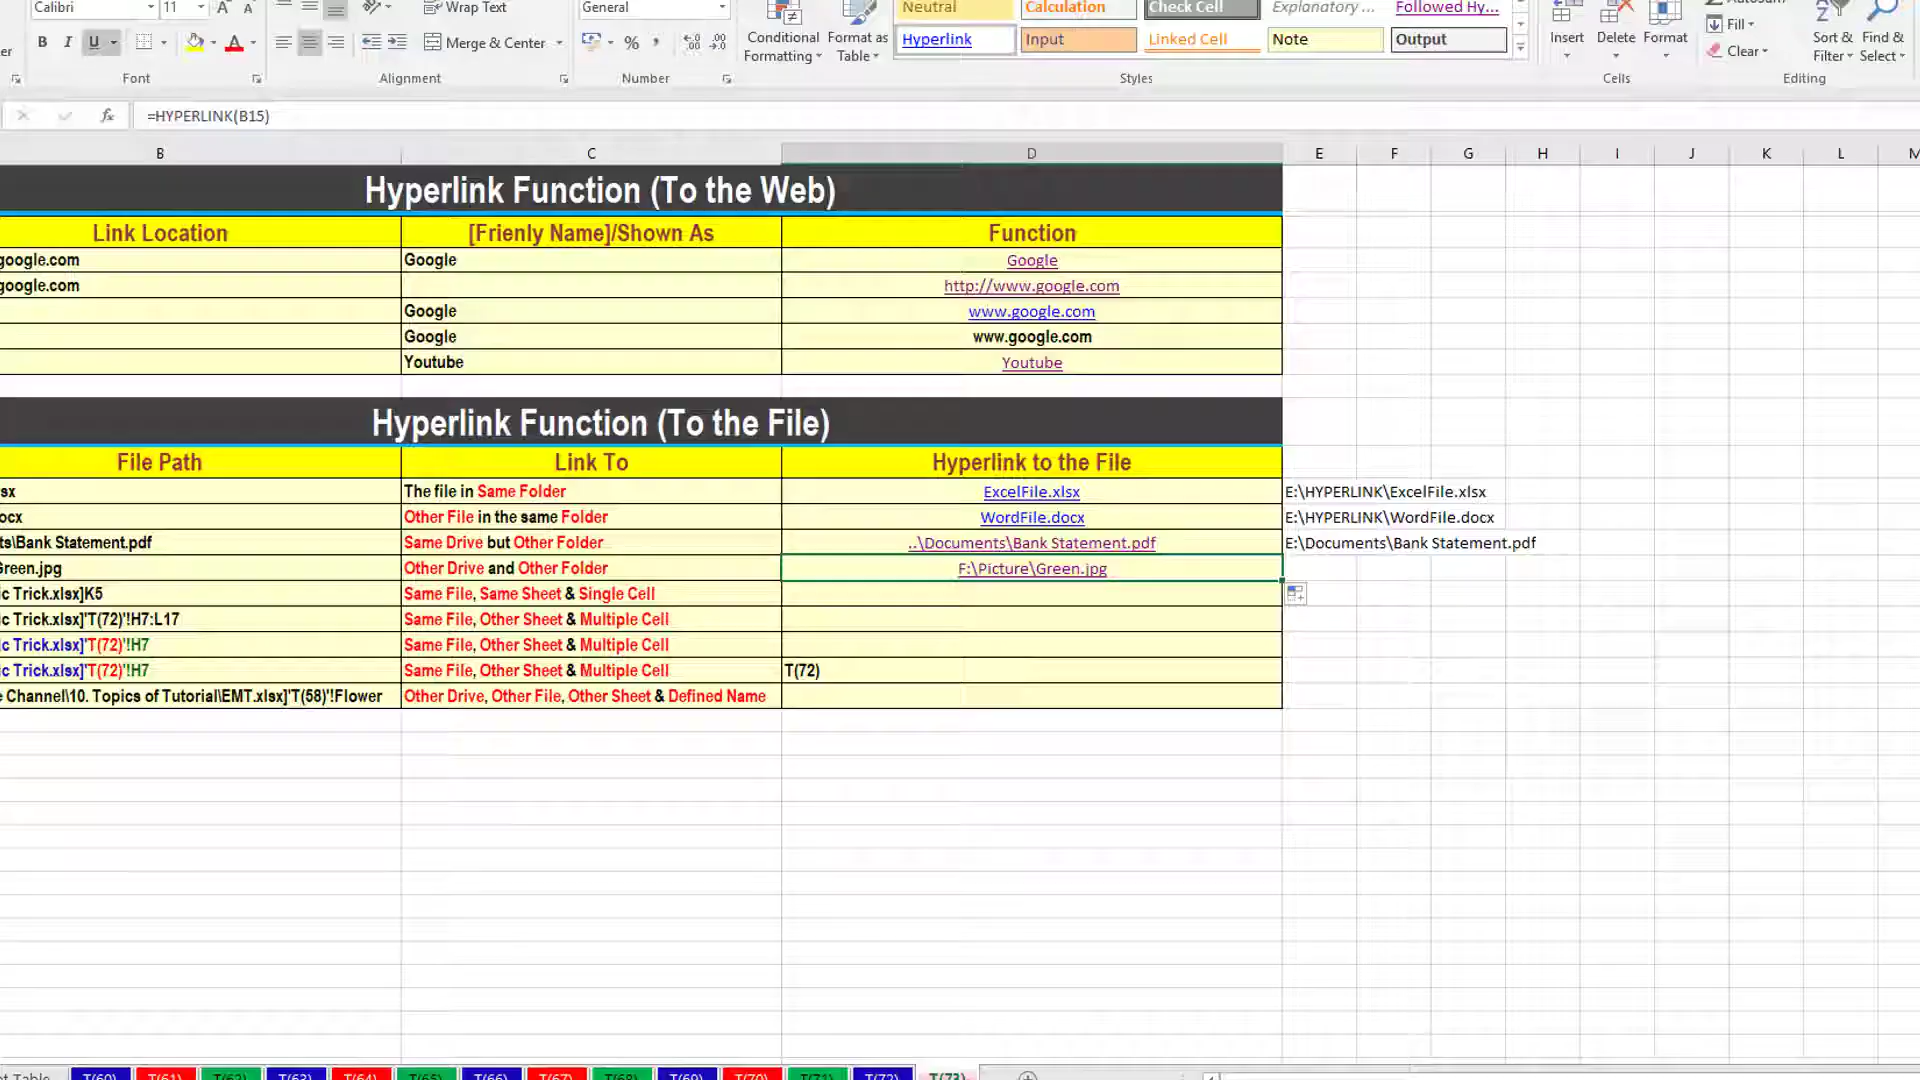 Calibri 11 Wrap Text General Neutral Calculation Check Cell Explanatory ... Followed Hy...
B I U Merge & Center % Conditional Formatting Format as Table Hyperlink Input Linked Cell Note Output Insert Delete Format Fill Clear Sort & Filter Find & Select
Font Alignment Number Styles Cells Editing
fx =HYPERLINK(B15)
B C D E F G H I J K L M
Hyperlink Function (To the Web)
Link Location [Frienly Name]/Shown As Function
google.com Google Google
google.com http://www.google.com
Google www.google.com
Google www.google.com
Youtube Youtube
Hyperlink Function (To the File)
File Path Link To Hyperlink to the File
sx The file in Same Folder ExcelFile.xlsx E:\HYPERLINK\ExcelFile.xlsx
ocx Other File in the same Folder WordFile.docx E:\HYPERLINK\WordFile.docx
ts\Bank Statement.pdf Same Drive but Other Folder ..\Documents\Bank Statement.pdf E:\Documents\Bank Statement.pdf
Green.jpg Other Drive and Other Folder F:\Picture\Green.jpg
ic Trick.xlsx]K5 Same File, Same Sheet & Single Cell
ic Trick.xlsx]'T(72)'!H7:L17 Same File, Other Sheet & Multiple Cell
ic Trick.xlsx]'T(72)'!H7 Same File, Other Sheet & Multiple Cell
ic Trick.xlsx]'T(72)'!H7 Same File, Other Sheet & Multiple Cell T(72)
e Channel\10. Topics of Tutorial\EMT.xlsx]'T(58)'!Flower Other Drive, Other File, Other Sheet & Defined Name
Table T(60) T(61) T(62) T(63) T(64) T(65) T(66) T(67) T(68) T(69) T(70) T(71) T(72) T(73)